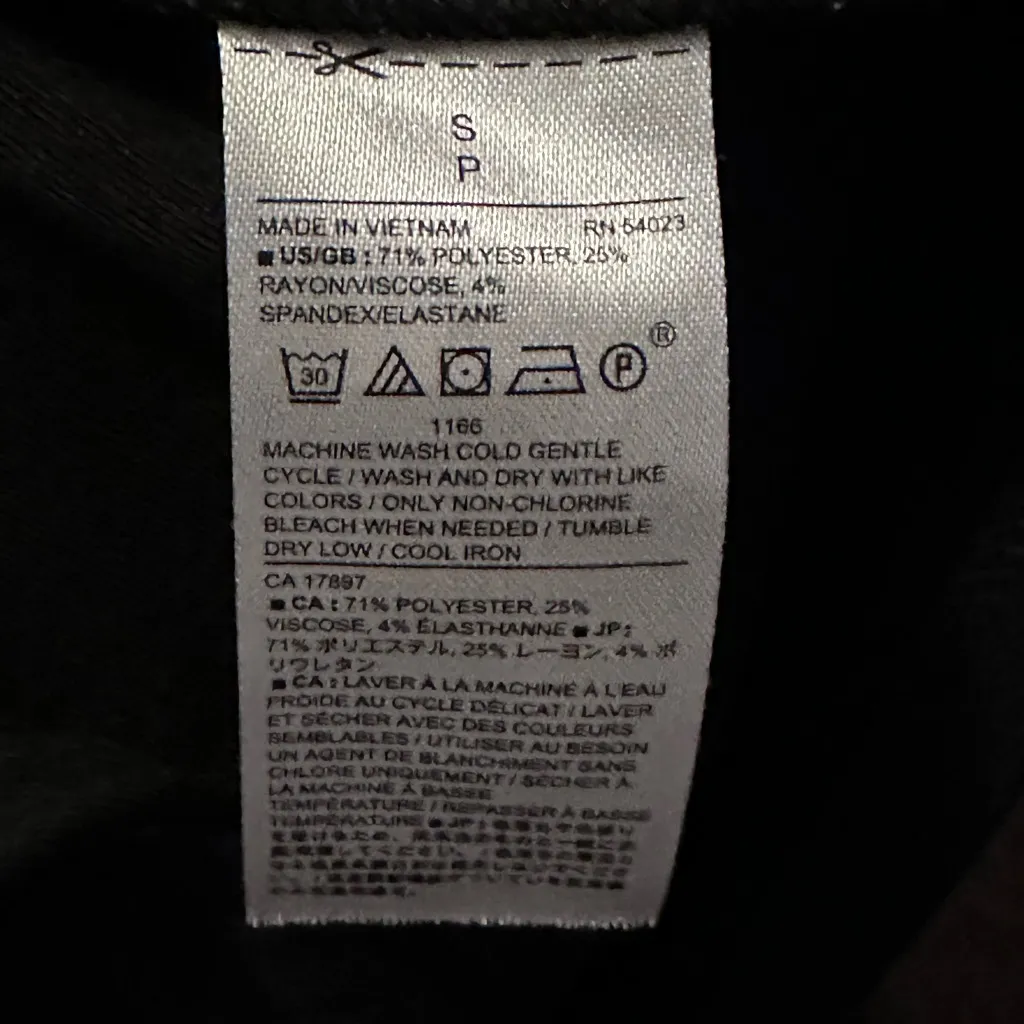 S
P
MADE IN VIETNAM RN 54023
■ US/GB : 71% POLYESTER, 25%
RAYON/VISCOSE, 4%
SPANDEX/ELASTANE
30 P ®
1166
MACHINE WASH COLD GENTLE
CYCLE / WASH AND DRY WITH LIKE
COLORS / ONLY NON-CHLORINE
BLEACH WHEN NEEDED / TUMBLE
DRY LOW / COOL IRON
CA 17897
■ CA : 71% POLYESTER, 25%
VISCOSE, 4% ÉLASTHANNE ■ JP :
71% ポリエステル, 25% レーヨン, 4% ポ
リウレタン
■ CA : LAVER À LA MACHINE À L'EAU
FROIDE AU CYCLE DÉLICAT / LAVER
ET SÉCHER AVEC DES COULEURS
SEMBLABLES / UTILISER AU BESOIN
UN AGENT DE BLANCHIMENT SANS
CHLORE UNIQUEMENT / SÉCHER À
LA MACHINE À BASSE
TEMPÉRATURE / REPASSER À BASSE
TEMPÉRATURE ■ JP :